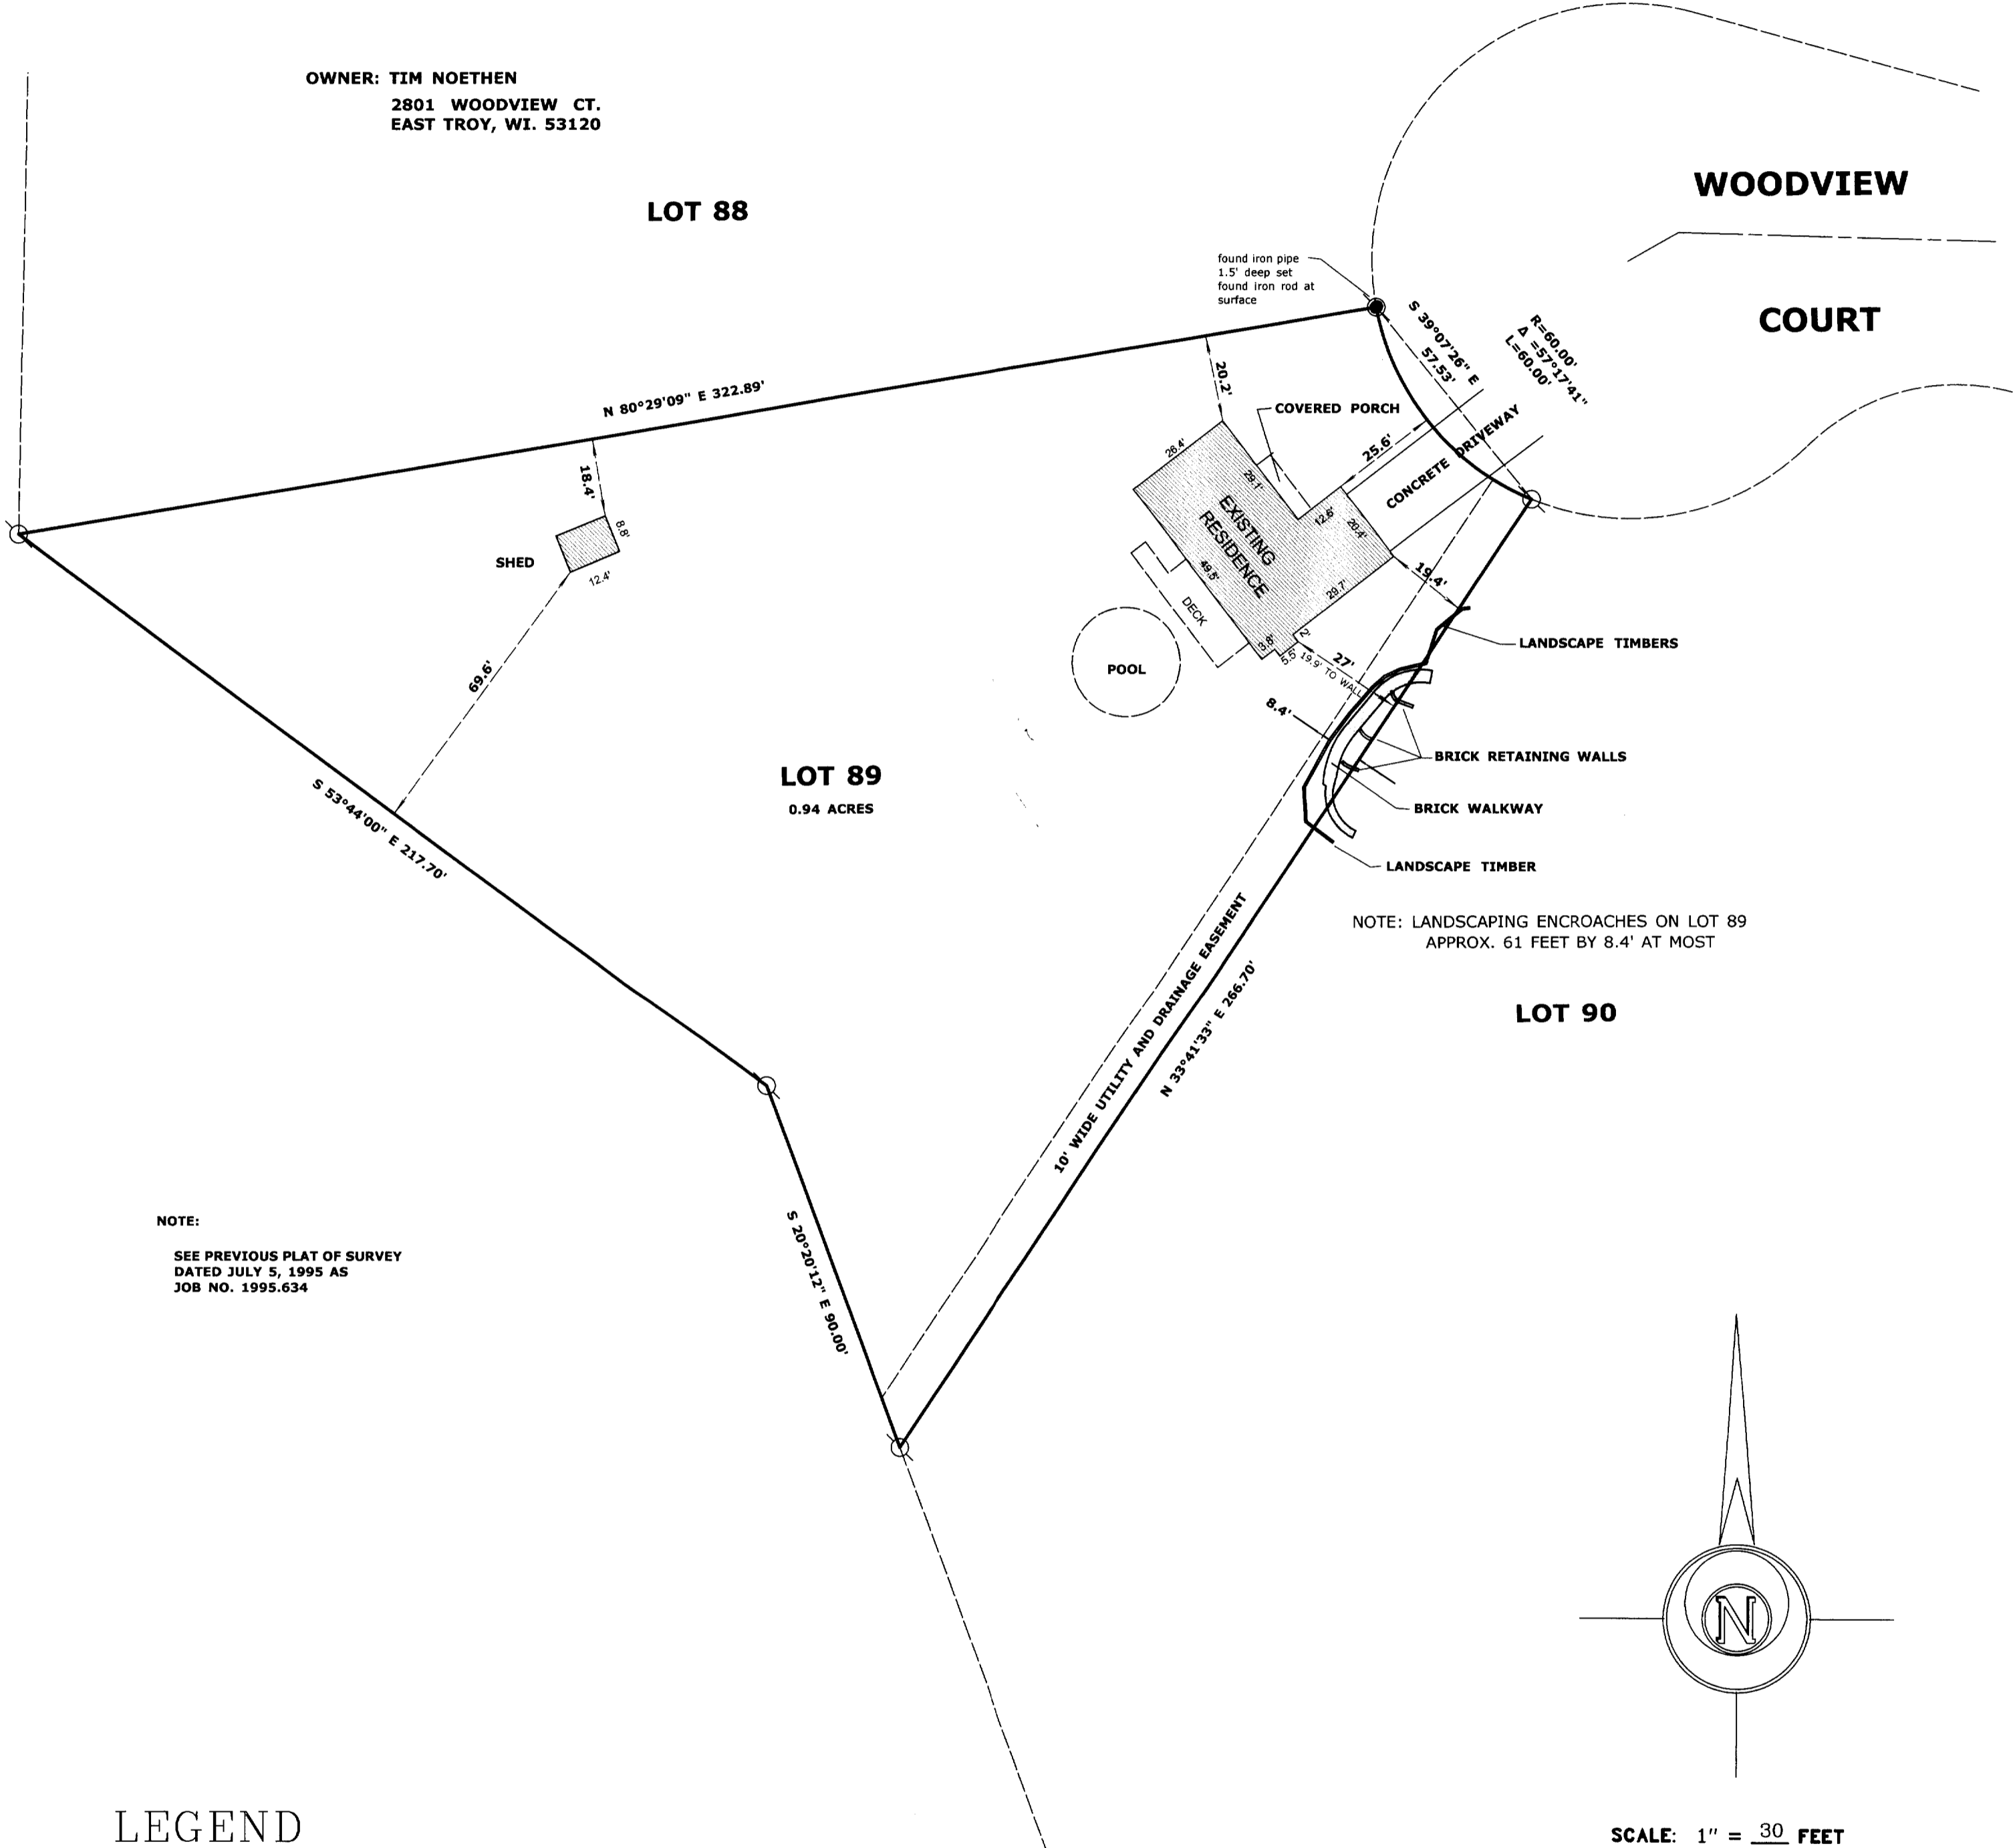 OWNER: TIM NOETHEN
2801 WOODVIEW CT.
EAST TROY, WI. 53120
LOT 88
WOODVIEW
COURT
found iron pipe
1.5' deep set
found iron rod at
surface
S 39°07'26" E
57.53'
R=60.00'
Δ =57°17'41"
L=60.00'
N 80°29'09" E 322.89'
20.2'
COVERED PORCH
25.6'
CONCRETE DRIVEWAY
26.4'
29.1'
12.6'
20.4'
EXISTING
RESIDENCE
49.5'
29.7'
DECK
3.8'
5.5'
2'
19.4'
27'
19.9' TO WALL
8.4'
POOL
18.4'
8.8'
SHED
12.4'
69.6'
LANDSCAPE TIMBERS
BRICK RETAINING WALLS
BRICK WALKWAY
LANDSCAPE TIMBER
LOT 89
0.94 ACRES
S 53°44'00" E 217.70'
NOTE: LANDSCAPING ENCROACHES ON LOT 89
APPROX. 61 FEET BY 8.4' AT MOST
10' WIDE UTILITY AND DRAINAGE EASEMENT
N 33°41'33" E 266.70'
LOT 90
S 20°20'12" E 90.00'
NOTE:
SEE PREVIOUS PLAT OF SURVEY
DATED JULY 5, 1995 AS
JOB NO. 1995.634
N
LEGEND
SCALE: 1" = 30 FEET